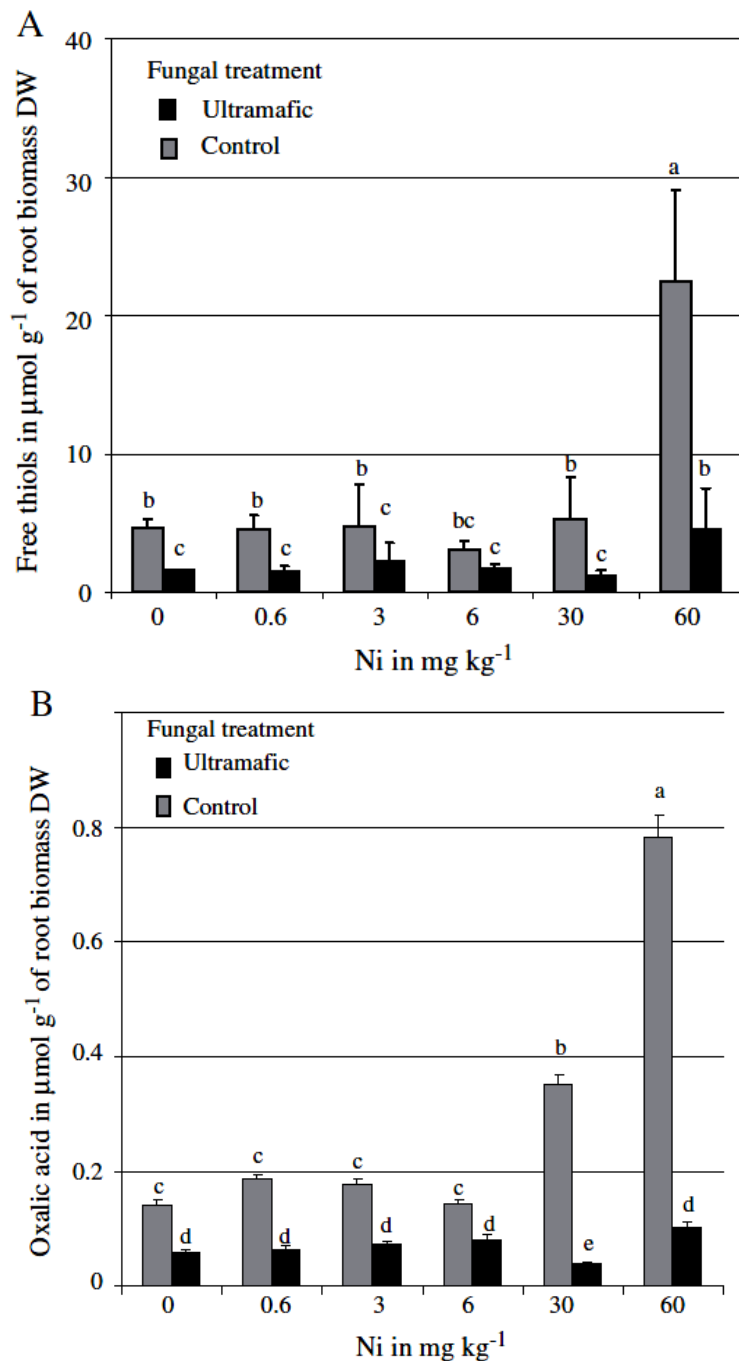 A
Free thiols in µmol g⁻¹ of root biomass DW
40
30
20
10
0
Fungal treatment
Ultramafic
Control
b
c
b
c
b
c
bc
c
b
c
a
b
0
0.6
3
6
30
60
Ni in mg kg⁻¹
B
Oxalic acid in µmol g⁻¹ of root biomass DW
0.8
0.6
0.4
0.2
0
Fungal treatment
Ultramafic
Control
c
d
c
d
c
d
c
d
b
e
a
d
0
0.6
3
6
30
60
Ni in mg kg⁻¹